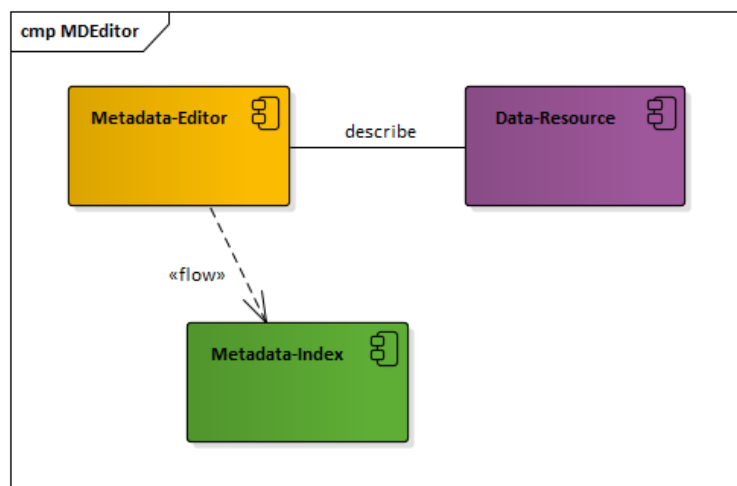 cmp MDEditor
Metadata-Editor
describe
Data-Resource
«flow»
Metadata-Index